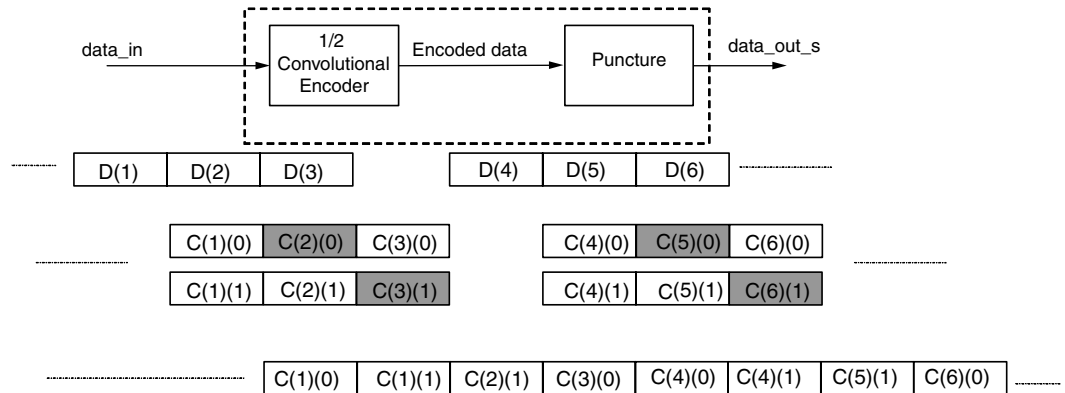 data_in
1/2
Convolutional
Encoder
Encoded data
Puncture
data_out_s
D(1) D(2) D(3) D(4) D(5) D(6)
C(1)(0) C(2)(0) C(3)(0) C(4)(0) C(5)(0) C(6)(0)
C(1)(1) C(2)(1) C(3)(1) C(4)(1) C(5)(1) C(6)(1)
C(1)(0) C(1)(1) C(2)(1) C(3)(0) C(4)(0) C(4)(1) C(5)(1) C(6)(0)